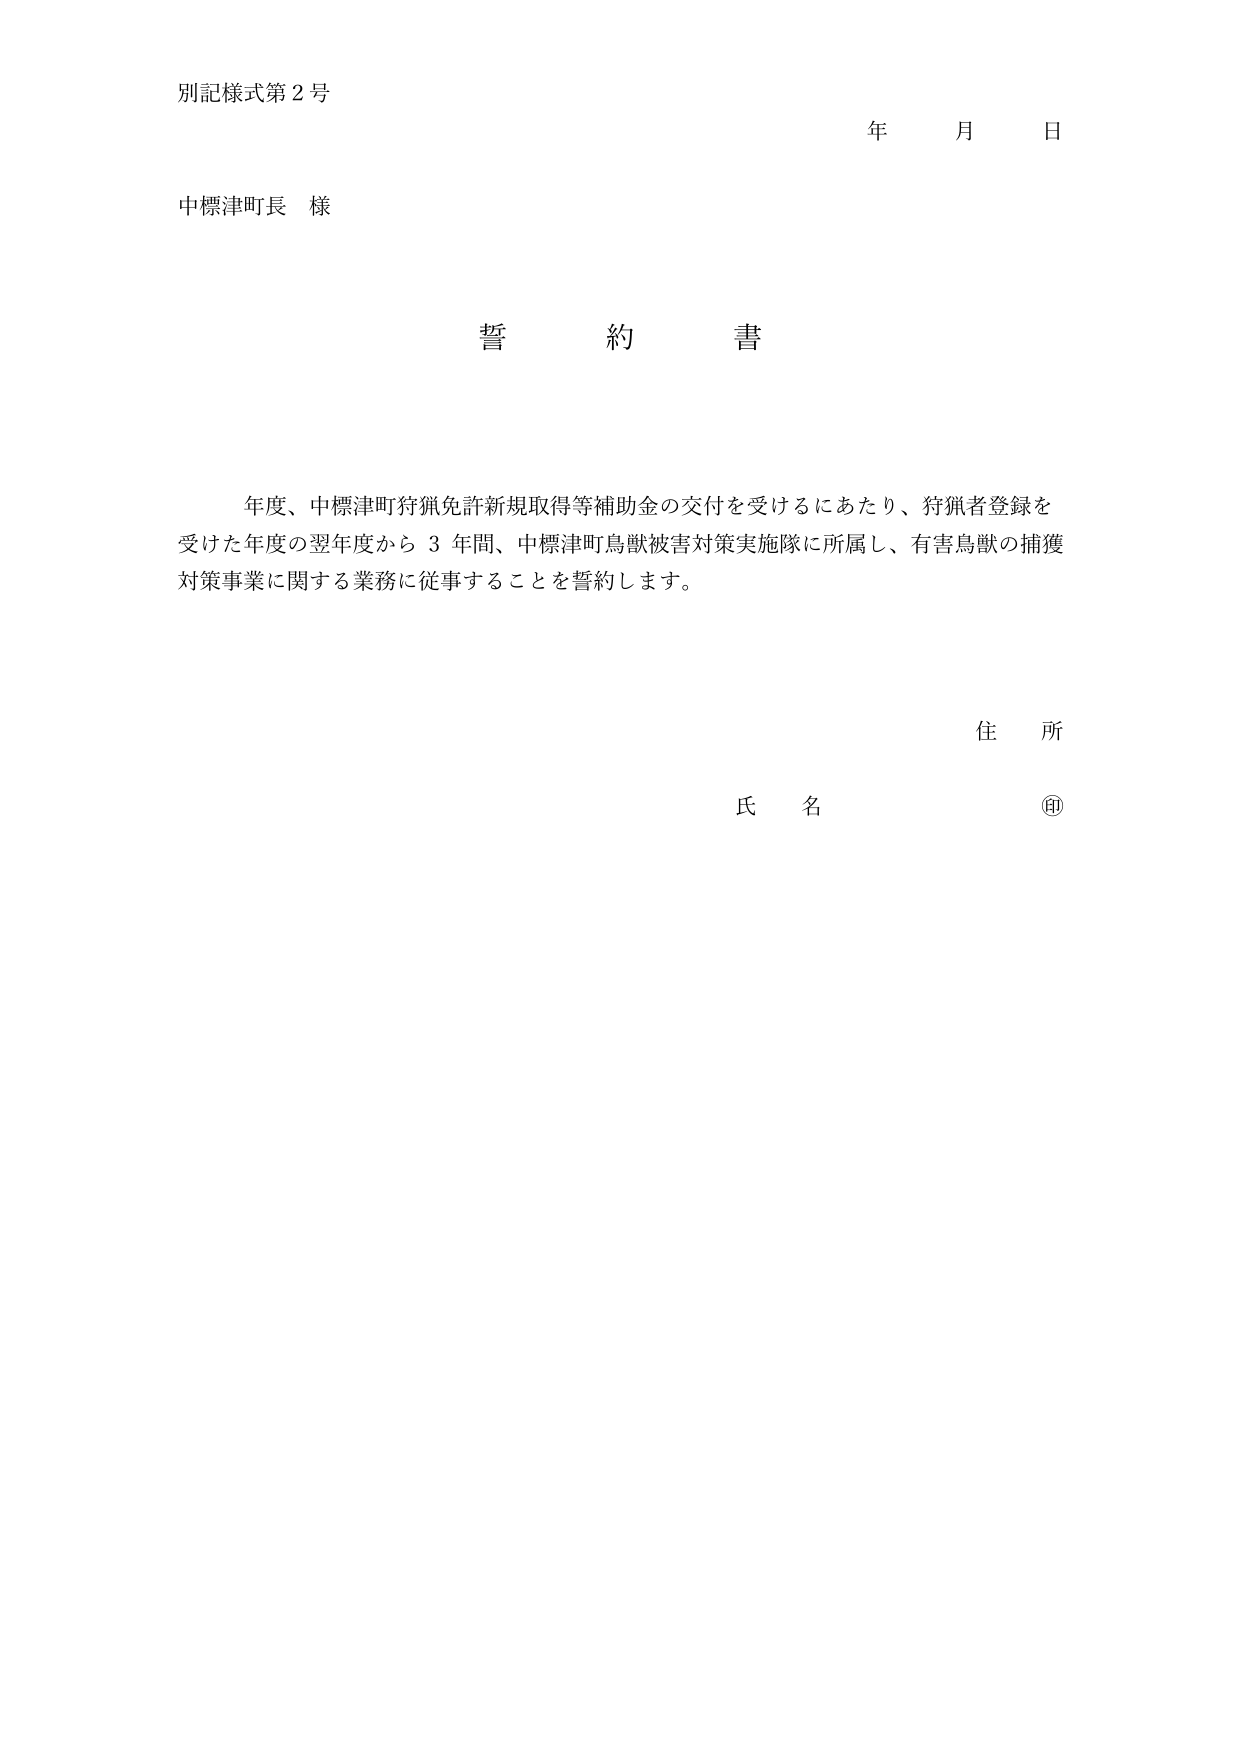 別記様式第２号
年　　　月　　　日
中標津町長　様
誓　　　約　　　書
年度、中標津町狩猟免許新規取得等補助金の交付を受けるにあたり、狩猟者登録を
受けた年度の翌年度から 3 年間、中標津町鳥獣被害対策実施隊に所属し、有害鳥獣の捕獲
対策事業に関する業務に従事することを誓約します。
住　　所
氏　　名　　　　　　　　　　㊞